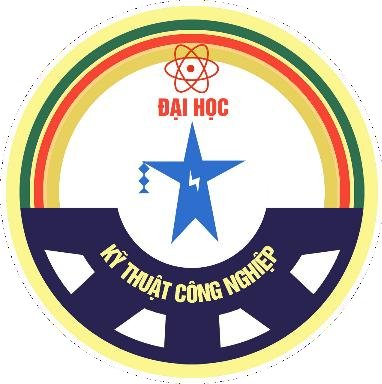 ĐẠI HỌC
KỸ THUẬT CÔNG NGHIỆP